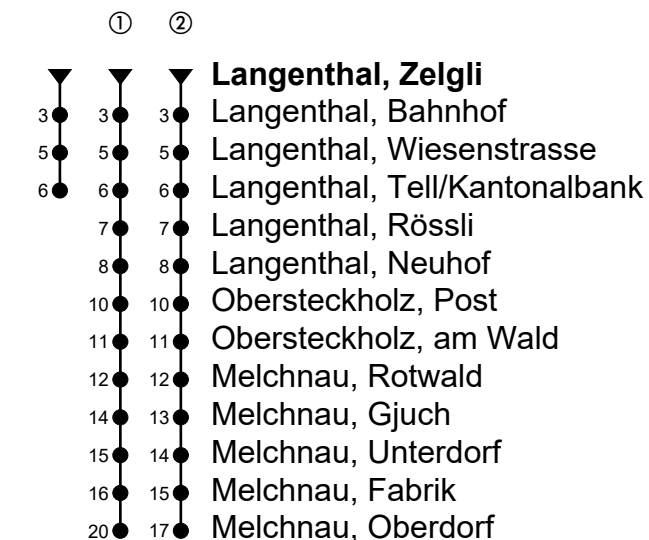 ① ②
Langenthal, Zelgli
3 3 3 Langenthal, Bahnhof
5 5 5 Langenthal, Wiesenstrasse
6 6 6 Langenthal, Tell/Kantonalbank
7 7 Langenthal, Rössli
8 8 Langenthal, Neuhof
10 10 Obersteckholz, Post
11 11 Obersteckholz, am Wald
12 12 Melchnau, Rotwald
14 13 Melchnau, Gjuch
15 14 Melchnau, Unterdorf
16 15 Melchnau, Fabrik
20 17 Melchnau, Oberdorf